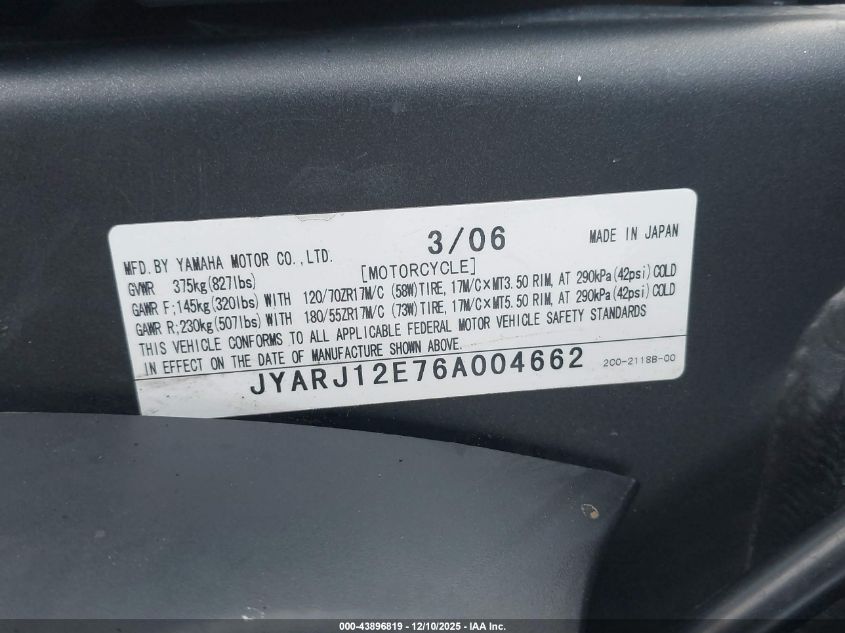 3/06
MADE IN JAPAN
MFD. BY YAMAHA MOTOR CO., LTD.
[MOTORCYCLE]
GVWR 375kg(827lbs)
GAWR F;145kg(320lbs) WITH 120/70ZR17M/C (58W)TIRE, 17M/C×MT3.50 RIM, AT 290kPa(42psi)COLD
GAWR R;230kg(507lbs) WITH 180/55ZR17M/C (73W)TIRE, 17M/C×MT5.50 RIM, AT 290kPa(42psi)COLD
THIS VEHICLE CONFORMS TO ALL APPLICABLE FEDERAL MOTOR VEHICLE SAFETY STANDARDS
IN EFFECT ON THE DATE OF MANUFACTURE SHOWN ABOVE.
JYARJ12E76A004662
2C0-2118B-00
000-43896819 - 12/10/2025 - IAA Inc.